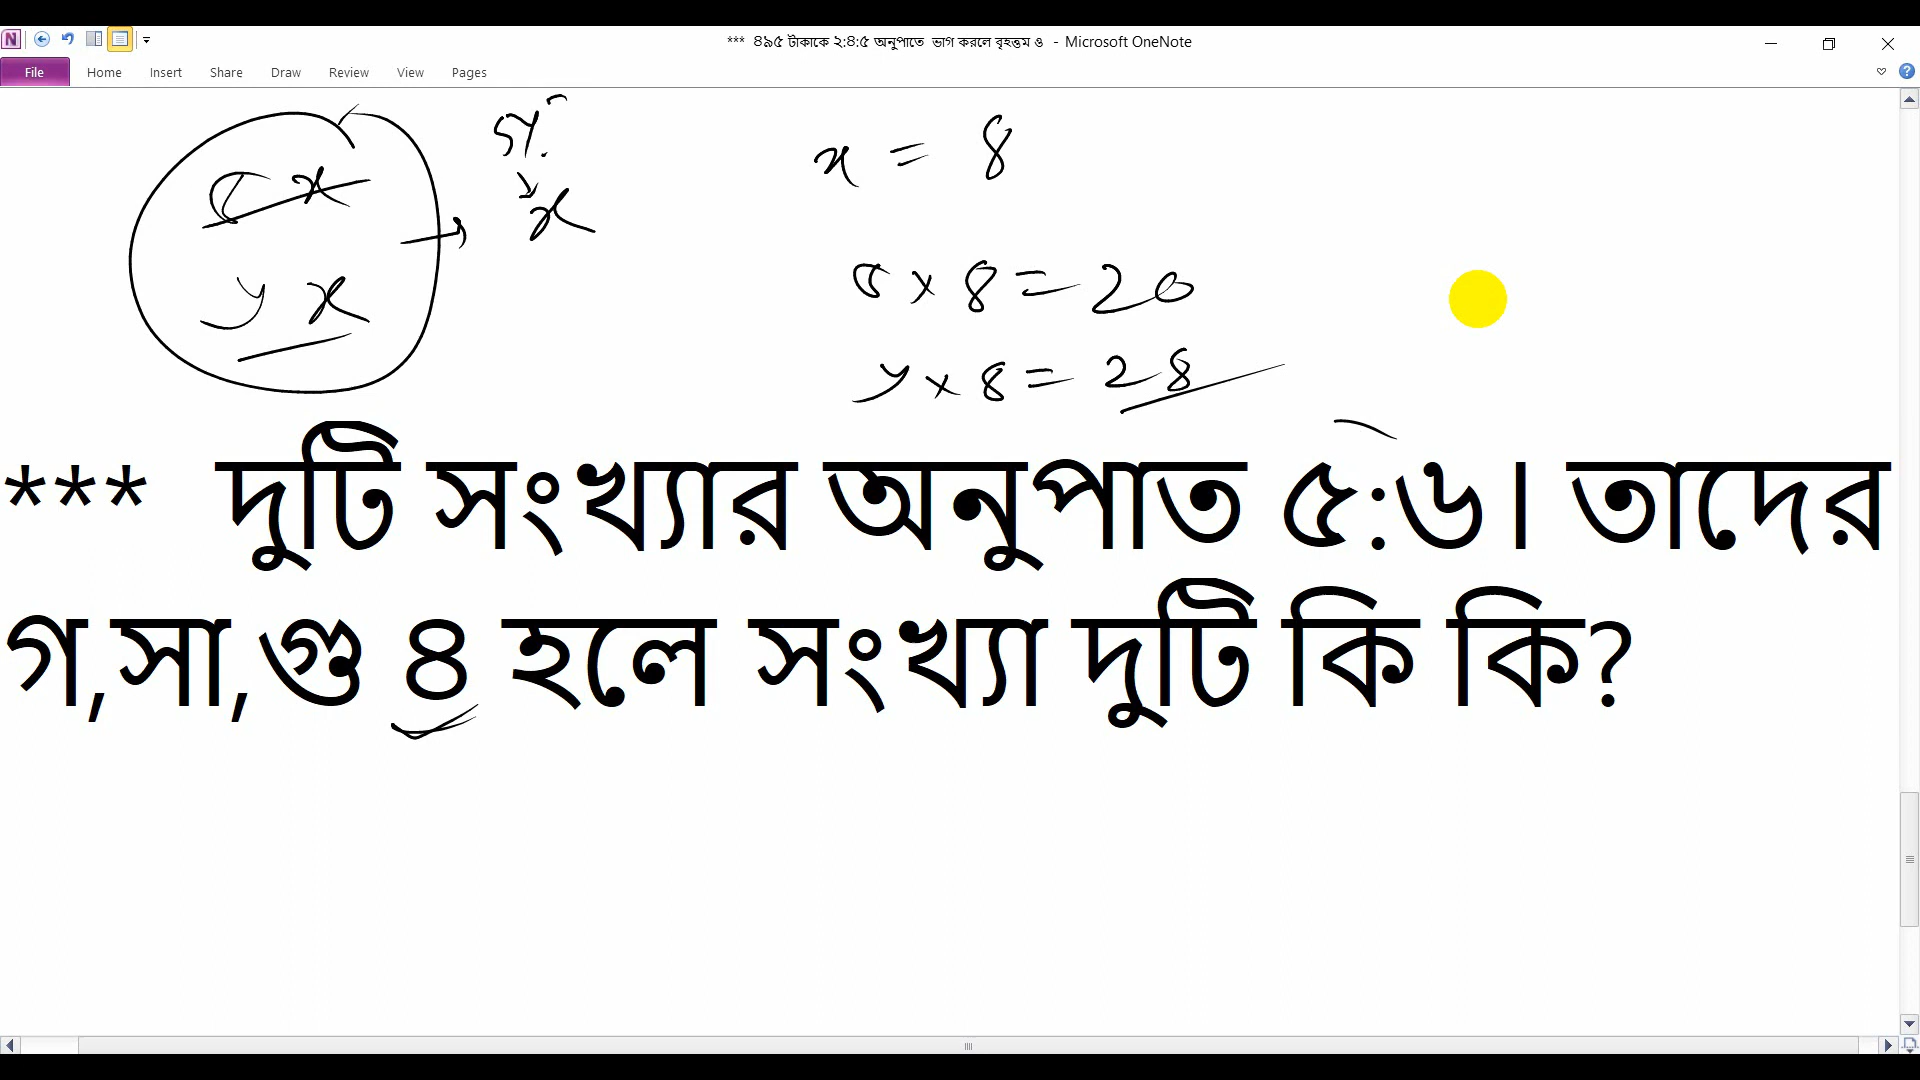 *** ৪৯৫ টাকাকে ২:৪:৫ অনুপাতে ভাগ করলে বৃহত্তম ও - Microsoft OneNote
File Home Insert Share Draw Review View Pages
৫x
৬x
x
x = ৪
৫ × ৪ = ২০
৬ × ৪ = ২৪
*** দুটি সংখ্যার অনুপাত ৫:৬। তাদের
গ,সা,গু ৪ হলে সংখ্যা দুটি কি কি?